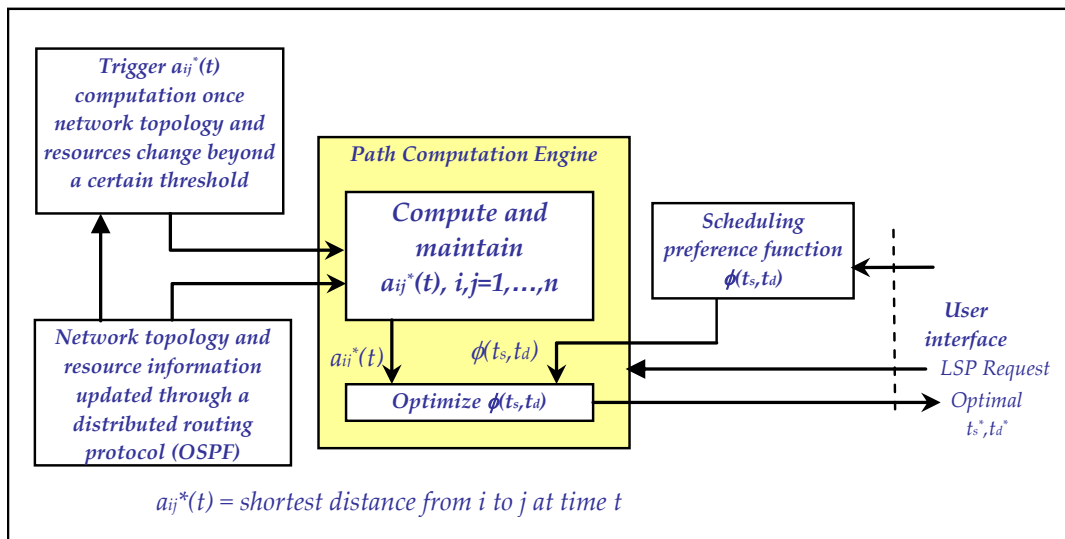 Trigger aij*(t)
computation once
network topology and
resources change beyond
a certain threshold
Path Computation Engine
Compute and
maintain
aij*(t), i,j=1,…,n
Scheduling
preference function
ϕ(ts,td)
Network topology and
resource information
updated through a
distributed routing
protocol (OSPF)
aij*(t)
ϕ(ts,td)
Optimize ϕ(ts,td)
User
interface
LSP Request
Optimal
ts*,td*
aij*(t) = shortest distance from i to j at time t